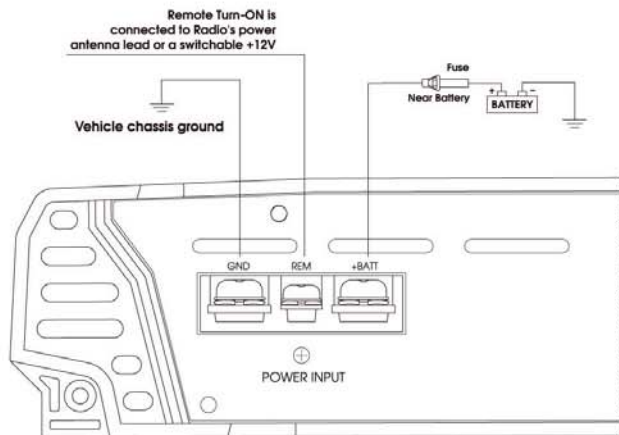 Remote Turn-ON is
connected to Radio's power
antenna lead or a switchable +12V
Fuse
Near Battery
+ −
BATTERY
Vehicle chassis ground
GND REM +BATT
POWER INPUT